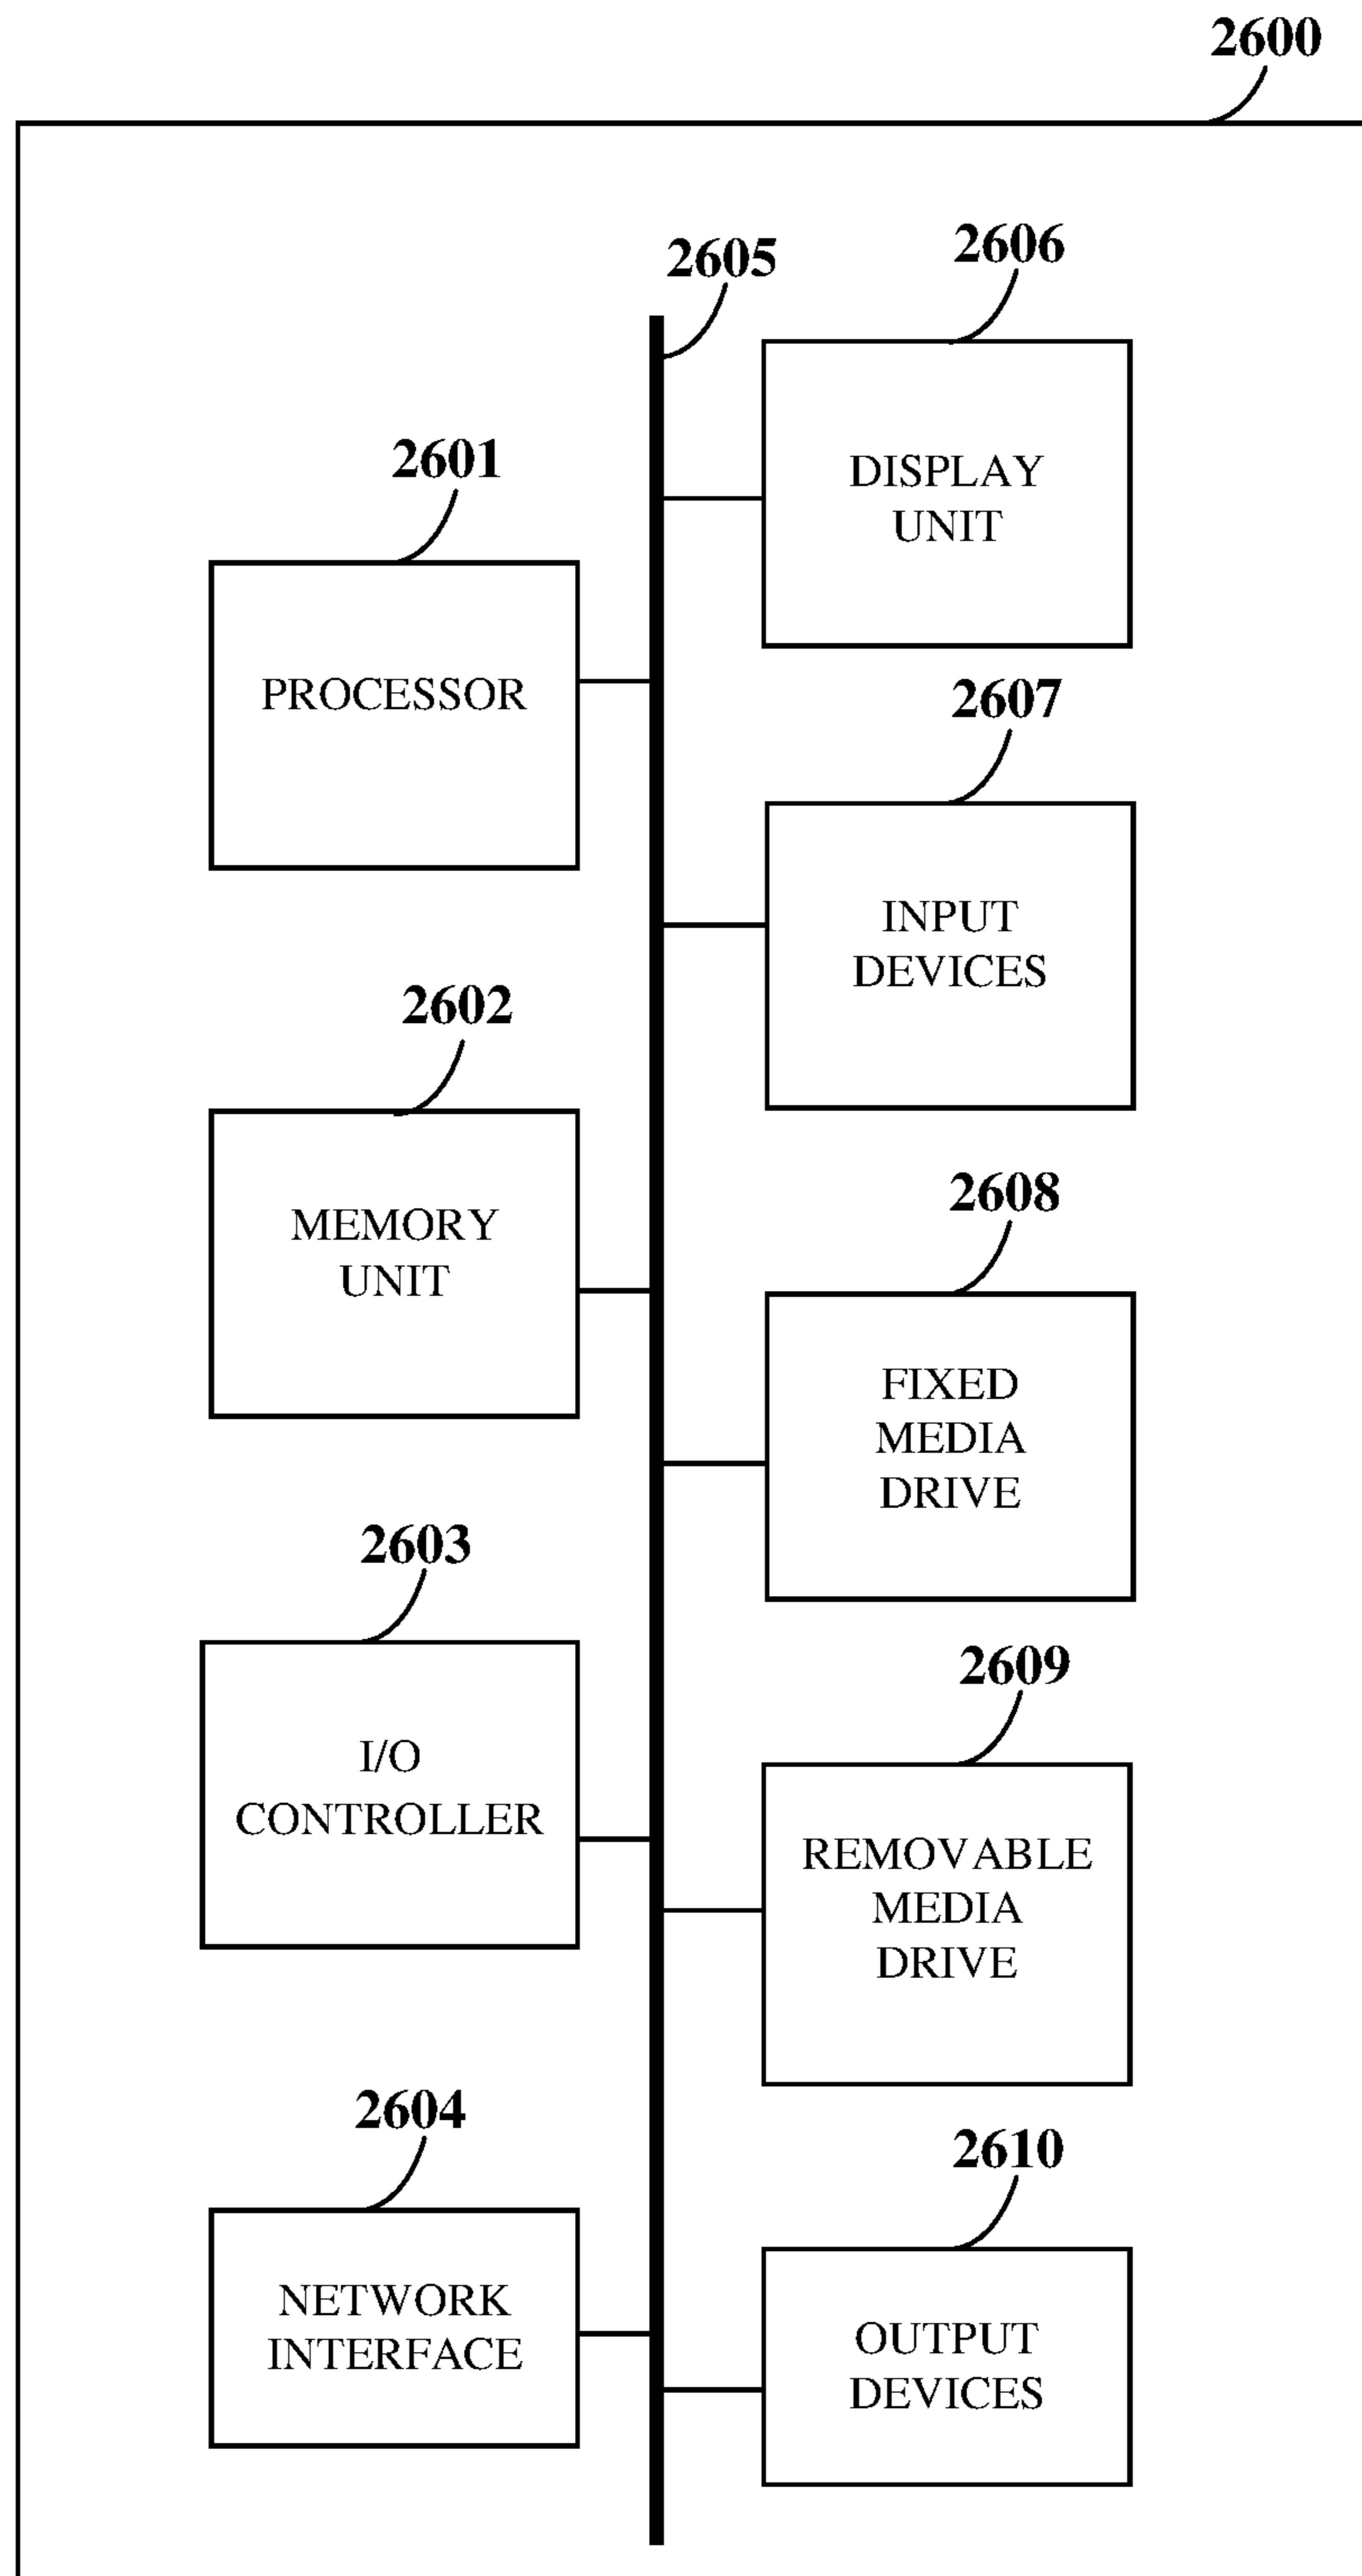 2600
2605
2606
DISPLAY
UNIT
2601
PROCESSOR
2607
INPUT
DEVICES
2602
MEMORY
UNIT
2608
FIXED
MEDIA
DRIVE
2603
I/O
CONTROLLER
2609
REMOVABLE
MEDIA
DRIVE
2604
NETWORK
INTERFACE
2610
OUTPUT
DEVICES